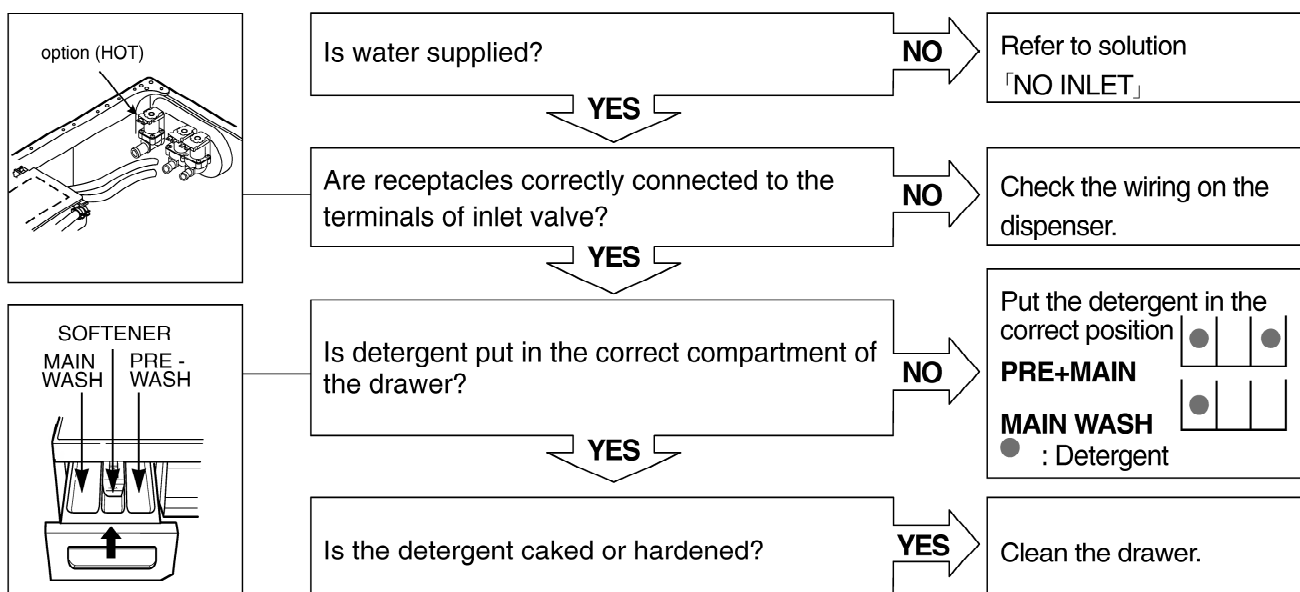 option (HOT)
Is water supplied?
NO
Refer to solution
「NO INLET」
YES
Are receptacles correctly connected to the
terminals of inlet valve?
NO
Check the wiring on the
dispenser.
YES
SOFTENER
MAIN
WASH
PRE -
WASH
Is detergent put in the correct compartment of
the drawer?
NO
Put the detergent in the
correct position
PRE+MAIN
MAIN WASH
: Detergent
YES
Is the detergent caked or hardened?
YES
Clean the drawer.